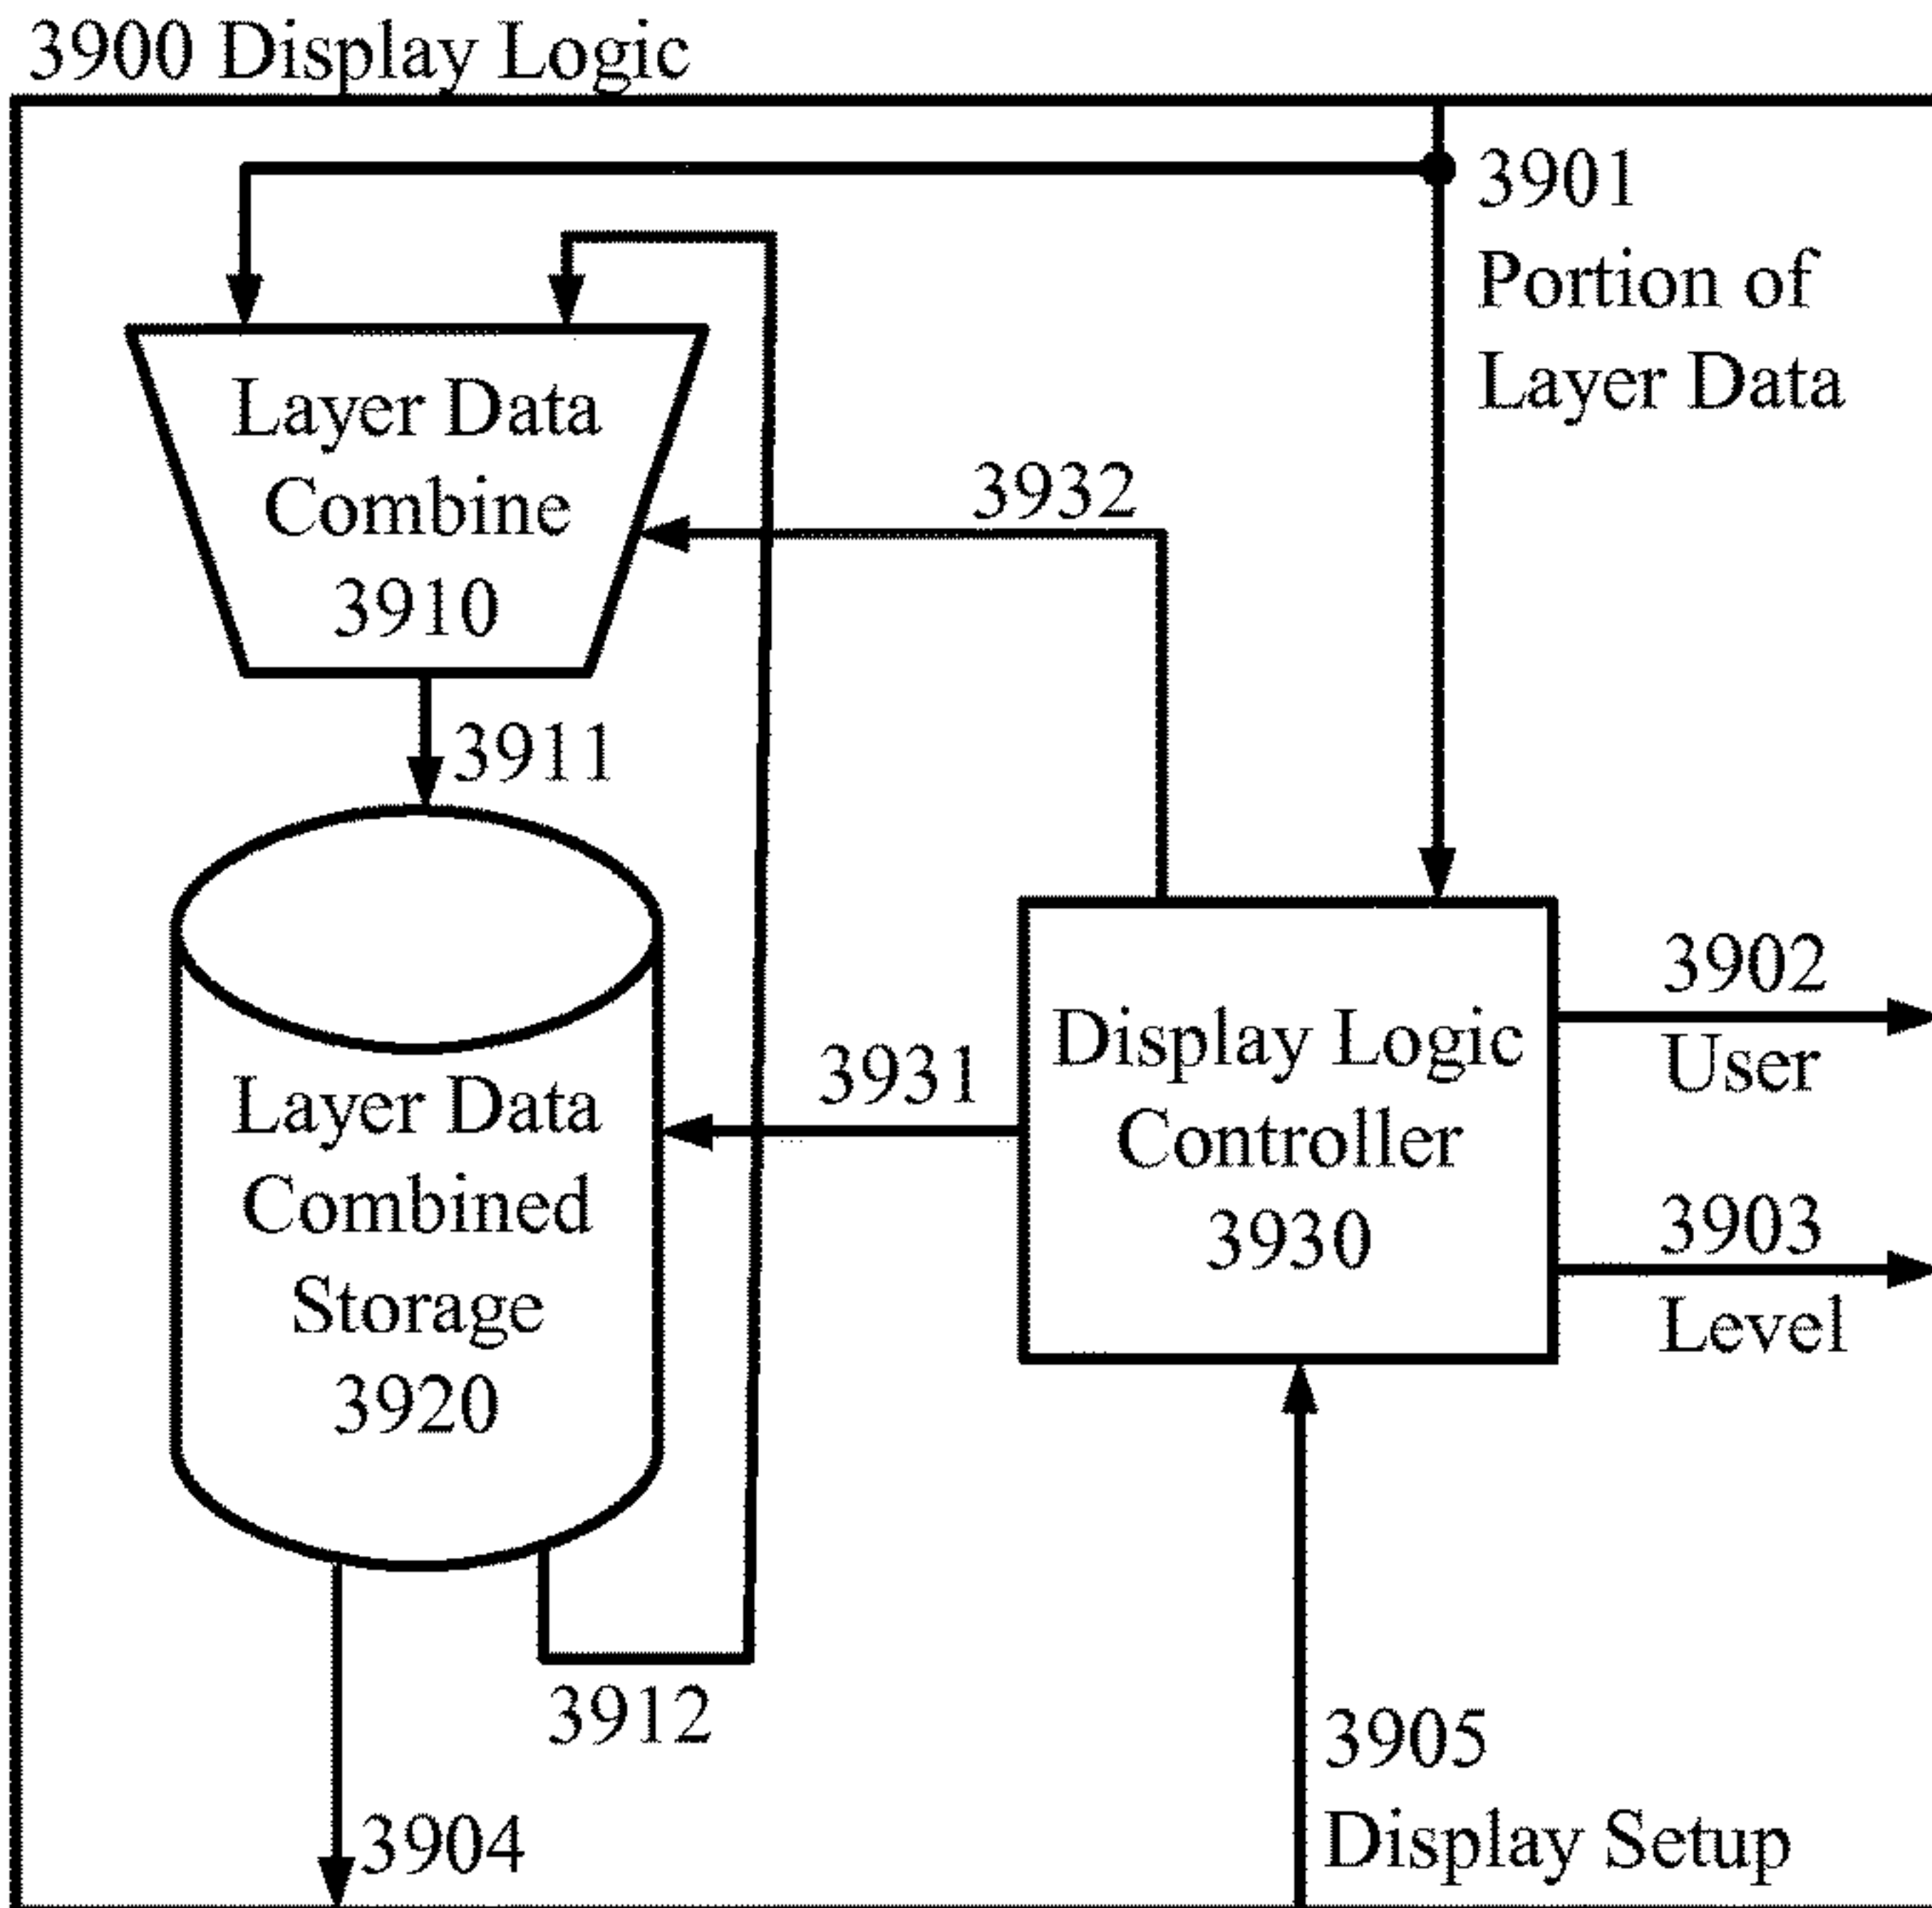 3900 Display Logic
3901
Portion of
Layer Data
Layer Data
Combine
3910
3932
3911
3902
User
Display Logic
Controller
3930
3931
3903
Level
Layer Data
Combined
Storage
3920
3912
3905
Display Setup
3904